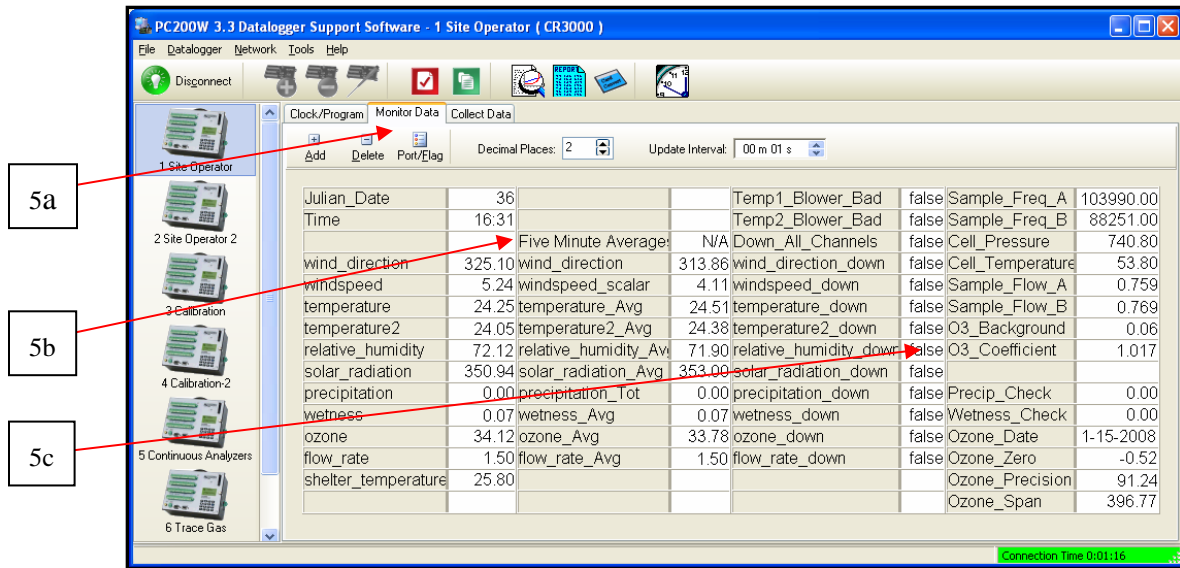 PC200W 3.3 Datalogger Support Software - 1 Site Operator ( CR3000 )
File Datalogger Network Tools Help
Disconnect
REPORT
Clock/Program Monitor Data Collect Data
Add Delete Port/Flag Decimal Places: 2 Update Interval: 00 m 01 s
1 Site Operator
2 Site Operator 2
3 Calibration
4 Calibration-2
5 Continuous Analyzers
6 Trace Gas
5a
5b
5c
Julian_Date 36 Temp1_Blower_Bad false Sample_Freq_A 103990.00
Time 16:31 Temp2_Blower_Bad false Sample_Freq_B 88251.00
Five Minute Averages N/A Down_All_Channels false Cell_Pressure 740.80
wind_direction 325.10 wind_direction 313.86 wind_direction_down false Cell_Temperature 53.80
windspeed 5.24 windspeed_scalar 4.11 windspeed_down false Sample_Flow_A 0.759
temperature 24.25 temperature_Avg 24.51 temperature_down false Sample_Flow_B 0.769
temperature2 24.05 temperature2_Avg 24.38 temperature2_down false O3_Background 0.06
relative_humidity 72.12 relative_humidity_Av 71.90 relative_humidity_down false O3_Coefficient 1.017
solar_radiation 350.94 solar_radiation_Avg 353.00 solar_radiation_down false
precipitation 0.00 precipitation_Tot 0.00 precipitation_down false Precip_Check 0.00
wetness 0.07 wetness_Avg 0.07 wetness_down false Wetness_Check 0.00
ozone 34.12 ozone_Avg 33.78 ozone_down false Ozone_Date 1-15-2008
flow_rate 1.50 flow_rate_Avg 1.50 flow_rate_down false Ozone_Zero -0.52
shelter_temperature 25.80 Ozone_Precision 91.24
Ozone_Span 396.77
Connection Time 0:01:16